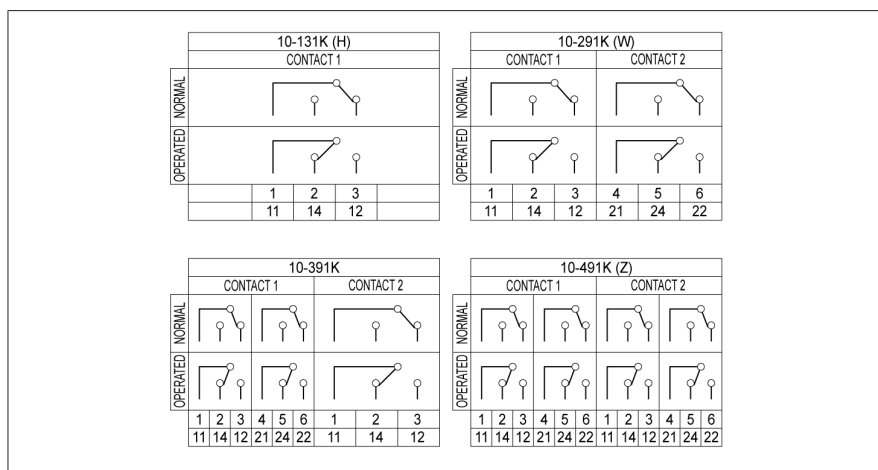 10-131K (H)
CONTACT 1
NORMAL
OPERATED
1 2 3
11 14 12
10-291K (W)
CONTACT 1 CONTACT 2
NORMAL
OPERATED
1 2 3 4 5 6
11 14 12 21 24 22
10-391K
CONTACT 1 CONTACT 2
NORMAL
OPERATED
1 2 3 4 5 6 1 2 3
11 14 12 21 24 22 11 14 12
10-491K (Z)
CONTACT 1 CONTACT 2
NORMAL
OPERATED
1 2 3 4 5 6 1 2 3 4 5 6
11 14 12 21 24 22 11 14 12 21 24 22